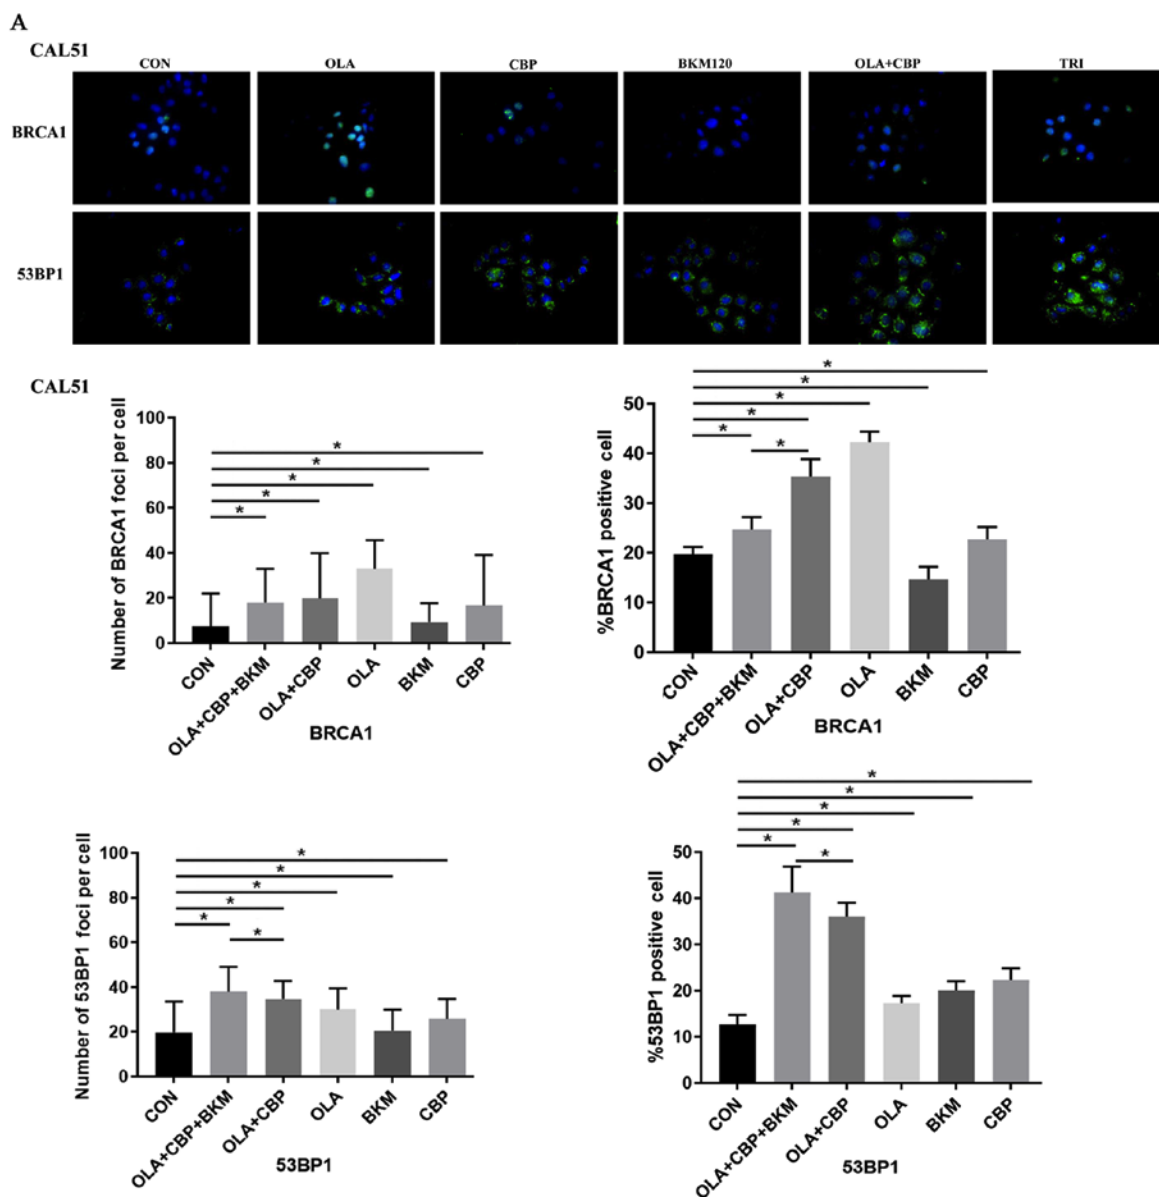 A
CAL51
CON OLA CBP BKM120 OLA+CBP TRI
BRCA1
53BP1
CAL51
Number of BRCA1 foci per cell
100
80
60
40
20
0
* * * * *
CON OLA+CBP+BKM OLA+CBP OLA BKM CBP
BRCA1
%BRCA1 positive cell
50
40
30
20
10
0
* * * * * *
CON OLA+CBP+BKM OLA+CBP OLA BKM CBP
BRCA1
Number of 53BP1 foci per cell
100
80
60
40
20
0
* * * * * *
CON OLA+CBP+BKM OLA+CBP OLA BKM CBP
53BP1
%53BP1 positive cell
50
40
30
20
10
0
* * * * * *
CON OLA+CBP+BKM OLA+CBP OLA BKM CBP
53BP1